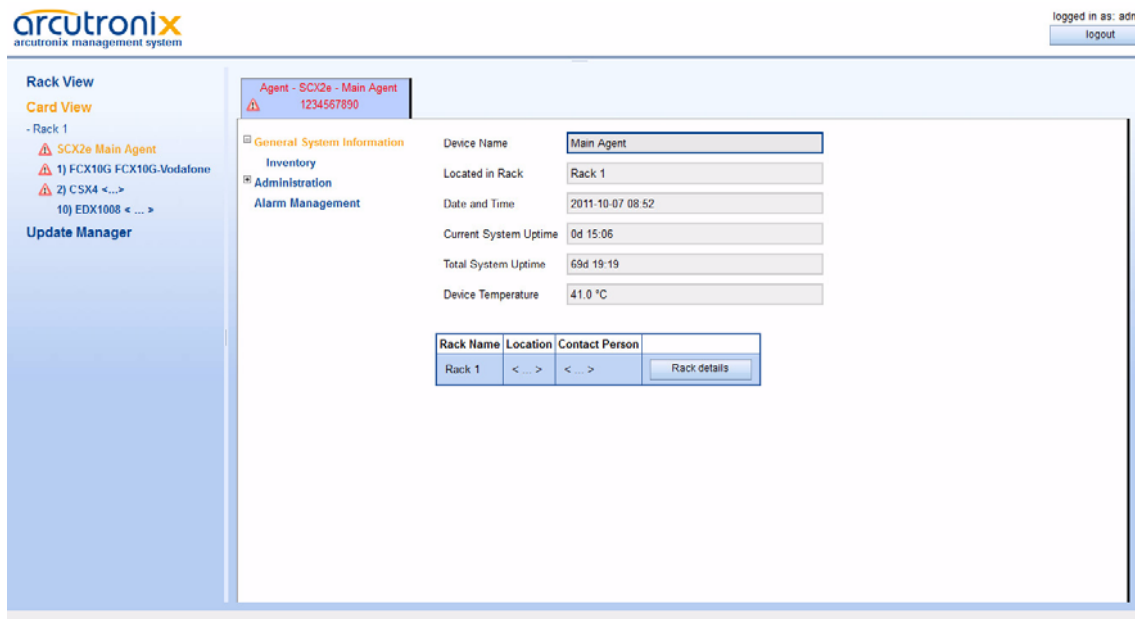 arcutronix
arcutronix management system
logged in as: adm
logout
Rack View
Card View
- Rack 1
SCX2e Main Agent
1) FCX10G FCX10G-Vodafone
2) CSX4 <...>
10) EDX1008 < ... >
Update Manager
Agent - SCX2e - Main Agent
1234567890
General System Information
Inventory
Administration
Alarm Management
Device Name Main Agent
Located in Rack Rack 1
Date and Time 2011-10-07 08:52
Current System Uptime 0d 15:06
Total System Uptime 69d 19:19
Device Temperature 41.0 °C
Rack Name Location Contact Person
Rack 1 < ... > < ... > Rack details